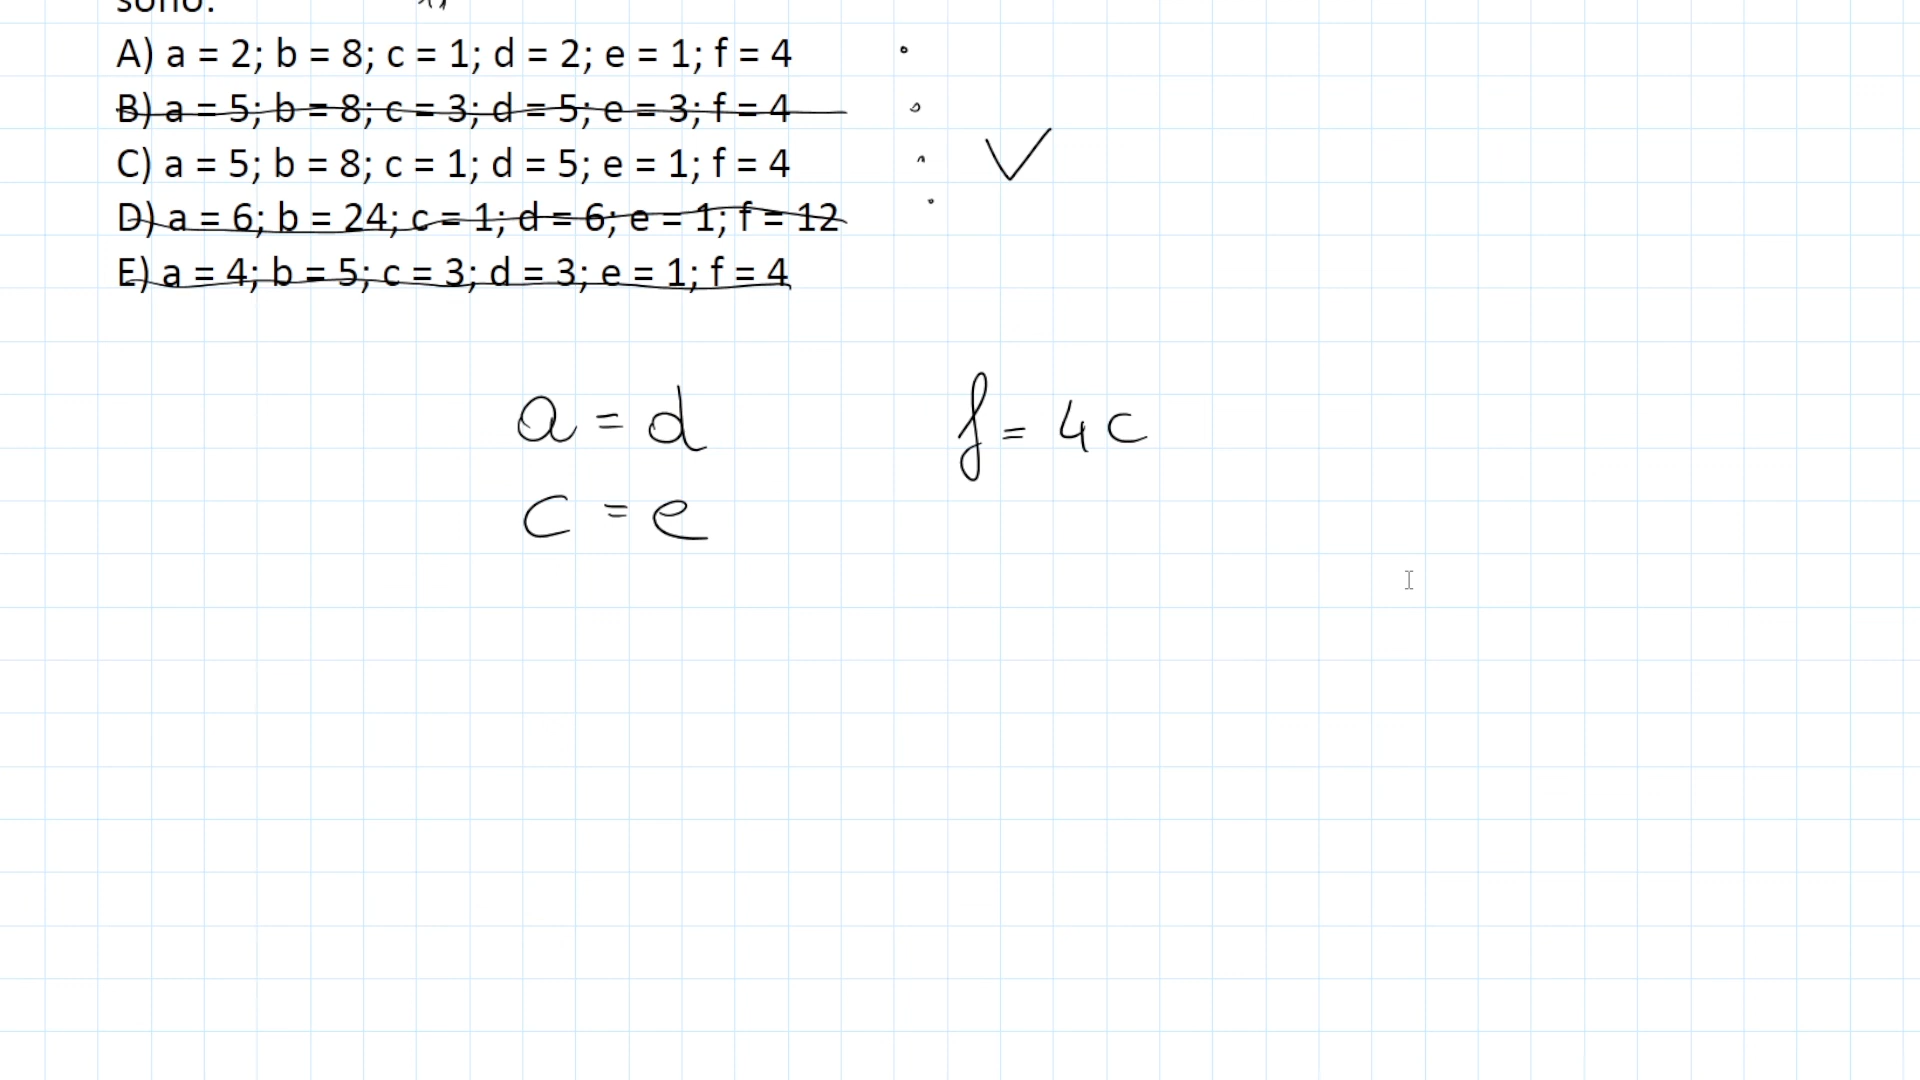 sono:
A) a = 2; b = 8; c = 1; d = 2; e = 1; f = 4
B) a = 5; b = 8; c = 3; d = 5; e = 3; f = 4
C) a = 5; b = 8; c = 1; d = 5; e = 1; f = 4
D) a = 6; b = 24; c = 1; d = 6; e = 1; f = 12
E) a = 4; b = 5; c = 3; d = 3; e = 1; f = 4
a = d f = 4c
c = e